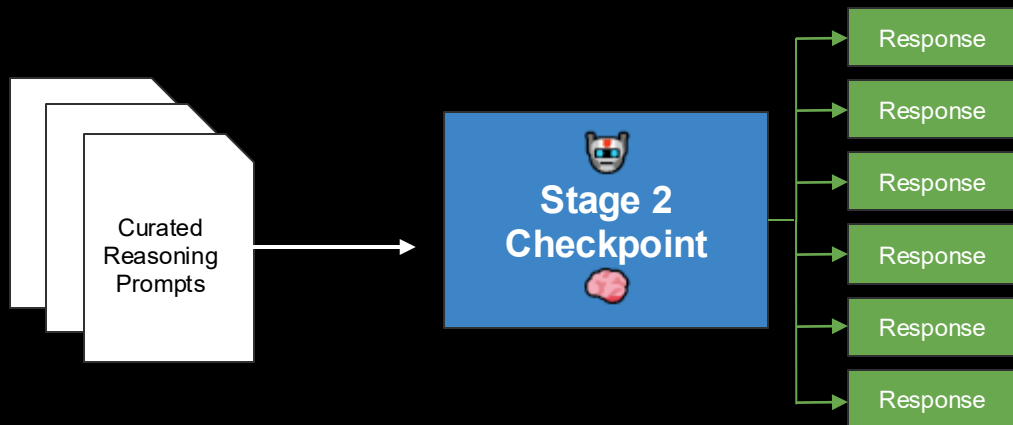 Curated
Reasoning
Prompts
Stage 2
Checkpoint
Response
Response
Response
Response
Response
Response